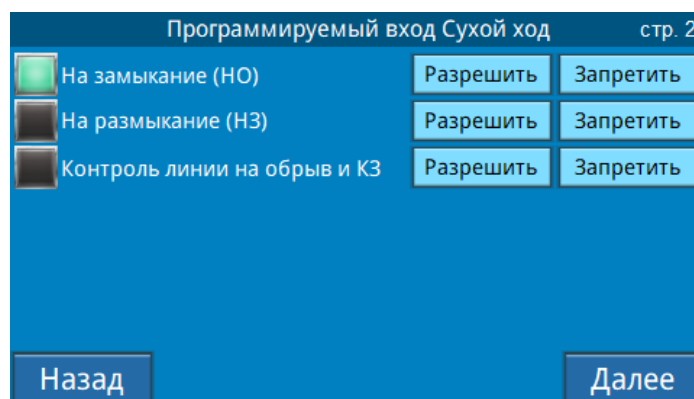 Программируемый вход Сухой ход стр. 2
На замыкание (НО) Разрешить Запретить
На размыкание (НЗ) Разрешить Запретить
Контроль линии на обрыв и КЗ Разрешить Запретить
Назад Далее